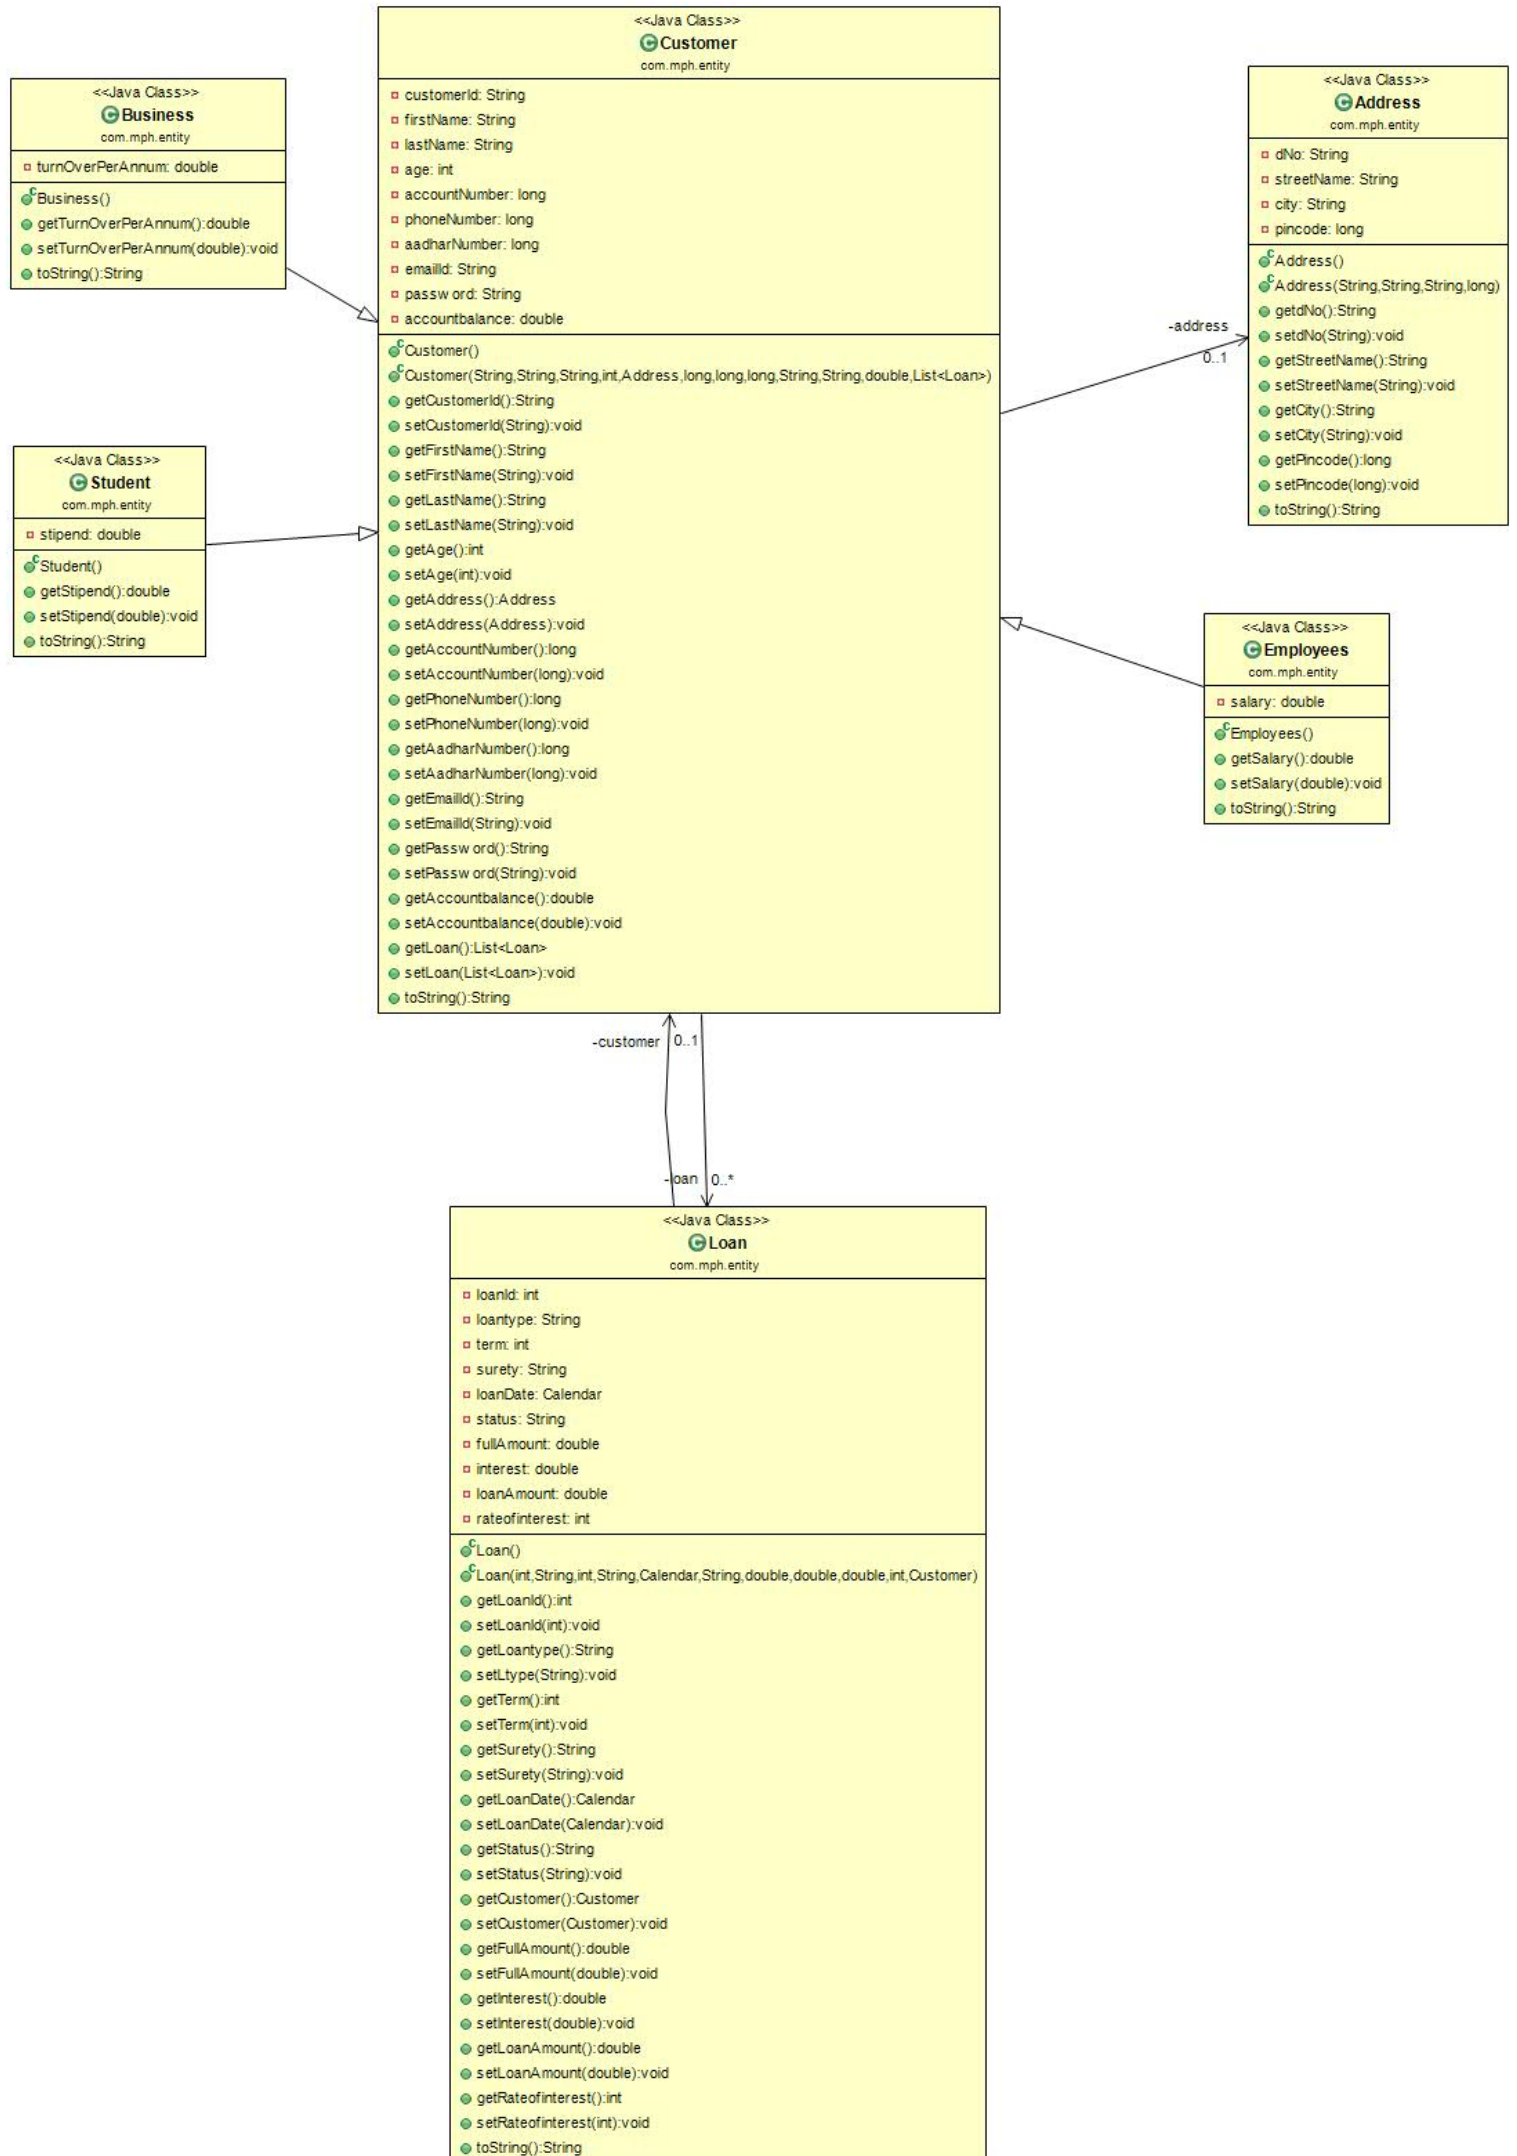 <<Java Class>>
Customer
com.mph.entity
customerId: String
firstName: String
lastName: String
age: int
accountNumber: long
phoneNumber: long
aadharNumber: long
emailId: String
password: String
accountbalance: double
Customer()
Customer(String,String,String,int,Address,long,long,long,String,String,double,List<Loan>)
getCustomerId():String
setCustomerId(String):void
getFirstName():String
setFirstName(String):void
getLastName():String
setLastName(String):void
getAge():int
setAge(int):void
getAddress():Address
setAddress(Address):void
getAccountNumber():long
setAccountNumber(long):void
getPhoneNumber():long
setPhoneNumber(long):void
getAadharNumber():long
setAadharNumber(long):void
getEmailId():String
setEmailId(String):void
getPassword():String
setPassword(String):void
getAccountbalance():double
setAccountbalance(double):void
getLoan():List<Loan>
setLoan(List<Loan>):void
toString():String
<<Java Class>>
Business
com.mph.entity
turnOverPerAnnum: double
Business()
getTurnOverPerAnnum():double
setTurnOverPerAnnum(double):void
toString():String
<<Java Class>>
Student
com.mph.entity
stipend: double
Student()
getStipend():double
setStipend(double):void
toString():String
-address
0..1
<<Java Class>>
Address
com.mph.entity
dNo: String
streetName: String
city: String
pincode: long
Address()
Address(String,String,String,long)
getdNo():String
setdNo(String):void
getStreetName():String
setStreetName(String):void
getCity():String
setCity(String):void
getPincode():long
setPincode(long):void
toString():String
<<Java Class>>
Employees
com.mph.entity
salary: double
Employees()
getSalary():double
setSalary(double):void
toString():String
-customer 0..1
-loan 0..*
<<Java Class>>
Loan
com.mph.entity
loanId: int
loantype: String
term: int
surety: String
loanDate: Calendar
status: String
fullAmount: double
interest: double
loanAmount: double
rateofinterest: int
Loan()
Loan(int,String,int,String,Calendar,String,double,double,double,int,Customer)
getLoanId():int
setLoanId(int):void
getLoantype():String
setLtype(String):void
getTerm():int
setTerm(int):void
getSurety():String
setSurety(String):void
getLoanDate():Calendar
setLoanDate(Calendar):void
getStatus():String
setStatus(String):void
getCustomer():Customer
setCustomer(Customer):void
getFullAmount():double
setFullAmount(double):void
getInterest():double
setInterest(double):void
getLoanAmount():double
setLoanAmount(double):void
getRateofinterest():int
setRateofinterest(int):void
toString():String